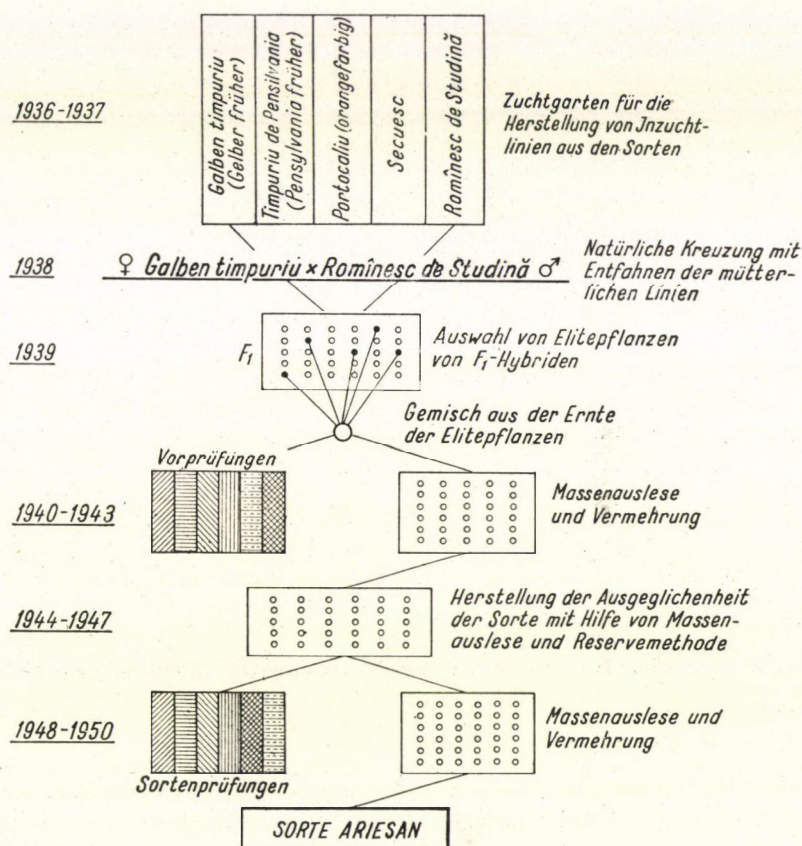 1936-1937
Galben timpuriu
(Gelber früher)
Timpuriu de Pensilvania
(Pensylvania früher)
Portocaliu (orangefarbig)
Secuesc
Romînesc de Studină
Zuchtgarten für die
Herstellung von Jnzucht-
linien aus den Sorten
1938
♀ Galben timpuriu × Romînesc de Studină ♂
Natürliche Kreuzung mit
Entfahnen der mütter-
lichen Linien
1939
F₁
Auswahl von Elitepflanzen
von F₁-Hybriden
Gemisch aus der Ernte
der Elitepflanzen
Vorprüfungen
1940-1943
Massenauslese
und Vermehrung
1944-1947
Herstellung der Ausgeglichenheit
der Sorte mit Hilfe von Massen-
auslese und Reservemethode
1948-1950
Massenauslese und
Vermehrung
Sortenprüfungen
SORTE ARIESAN